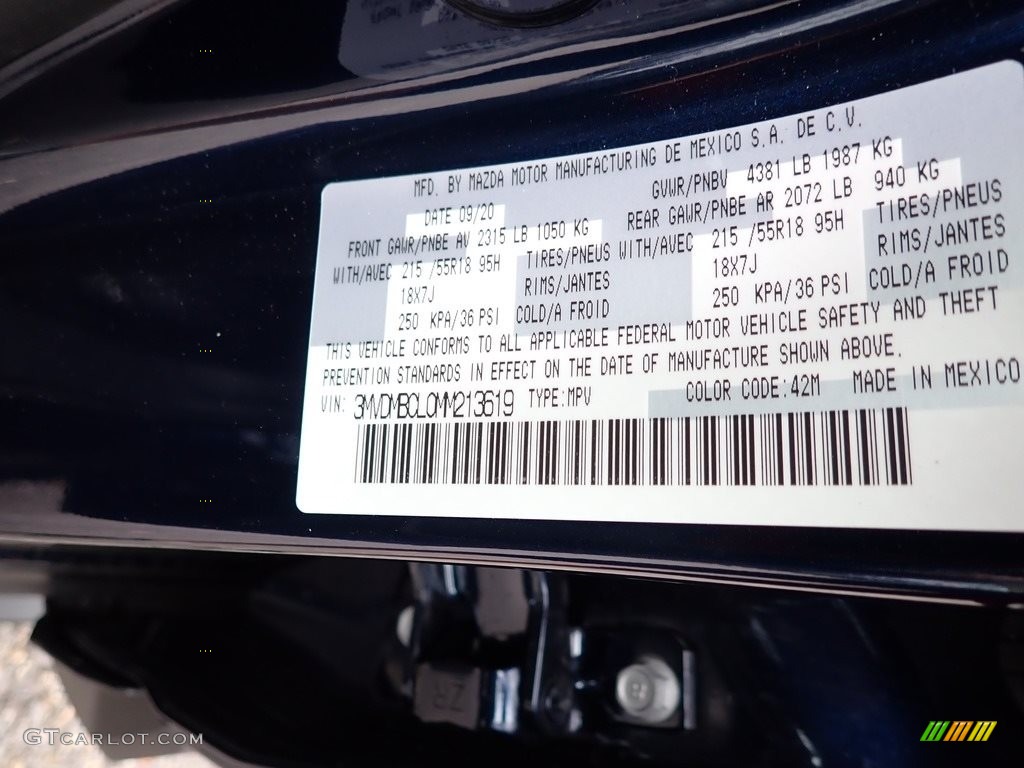 MFD. BY MAZDA MOTOR MANUFACTURING DE MEXICO S.A. DE C.V.
DATE 09/20 GVWR/PNBV 4381 LB 1987 KG
FRONT GAWR/PNBE AV 2315 LB 1050 KG REAR GAWR/PNBE AR 2072 LB 940 KG
WITH/AVEC 215 /55R18 95H TIRES/PNEUS WITH/AVEC 215 /55R18 95H TIRES/PNEUS
18X7J RIMS/JANTES 18X7J RIMS/JANTES
250 KPA/36 PSI COLD/A FROID 250 KPA/36 PSI COLD/A FROID
THIS VEHICLE CONFORMS TO ALL APPLICABLE FEDERAL MOTOR VEHICLE SAFETY AND THEFT
PREVENTION STANDARDS IN EFFECT ON THE DATE OF MANUFACTURE SHOWN ABOVE.
VIN: 3MVDMBCL0MM213619 TYPE:MPV COLOR CODE:42M MADE IN MEXICO
ZR
GTCARLOT.COM